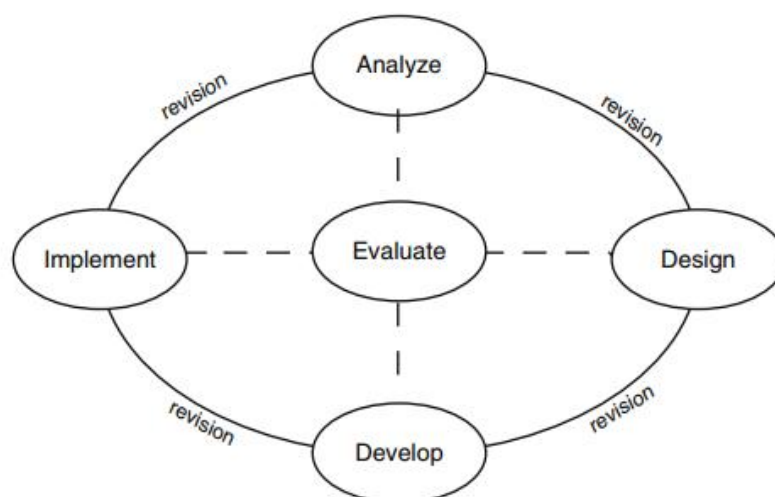 Analyze
revision
revision
Implement
Evaluate
Design
revision
revision
Develop